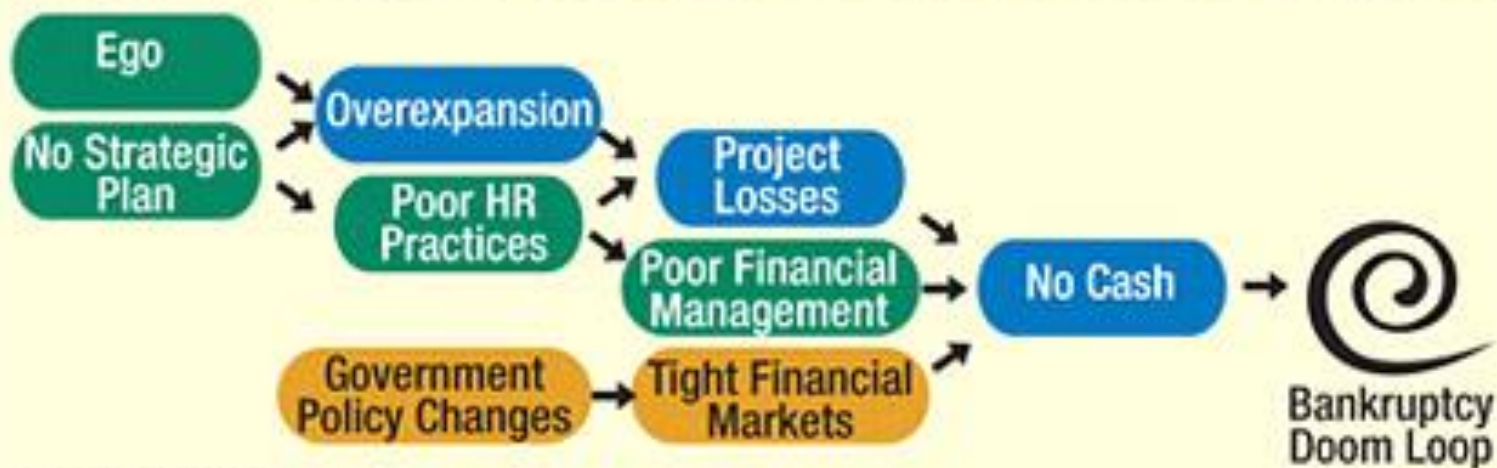 Ego
No Strategic
Plan
Overexpansion
Poor HR
Practices
Project
Losses
Poor Financial
Management
Government
Policy Changes
Tight Financial
Markets
No Cash
Bankruptcy
Doom Loop